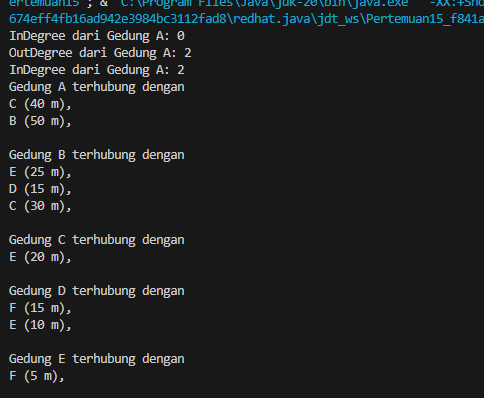 ertemuan15'; & 'C:\Program Files\Java\jdk-20\bin\java.exe' '-XX:+Sho
674eff4fb16ad942e3984bc3112fad8\redhat.java\jdt_ws\Pertemuan15_f841a
InDegree dari Gedung A: 0
OutDegree dari Gedung A: 2
InDegree dari Gedung A: 2
Gedung A terhubung dengan
C (40 m),
B (50 m),
Gedung B terhubung dengan
E (25 m),
D (15 m),
C (30 m),
Gedung C terhubung dengan
E (20 m),
Gedung D terhubung dengan
F (15 m),
E (10 m),
Gedung E terhubung dengan
F (5 m),